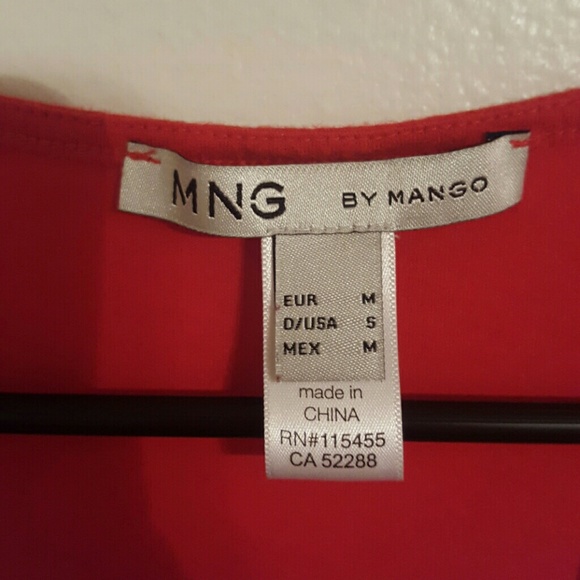 MNG BY MANGO
EUR M
D/USA S
MEX M
made in
CHINA
RN#115455
CA 52288